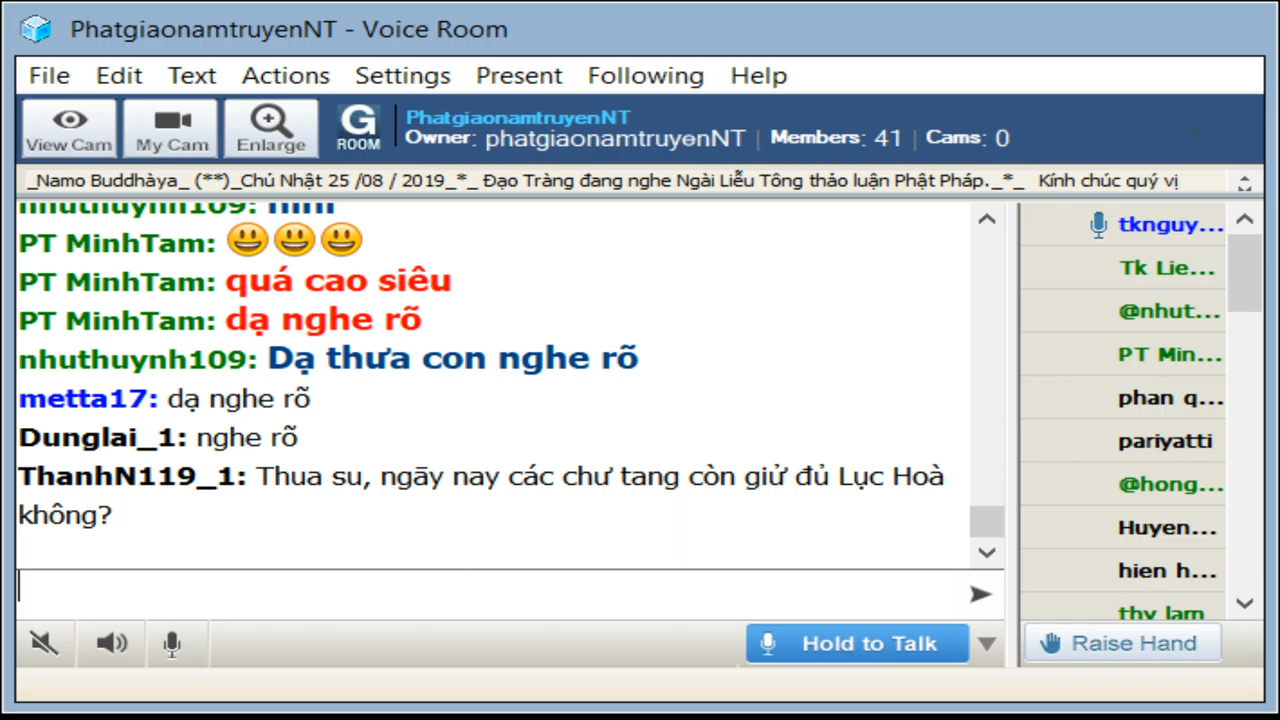 PhatgiaonamtruyenNT - Voice Room
File Edit Text Actions Settings Present Following Help
View Cam My Cam Enlarge G ROOM
PhatgiaonamtruyenNT
Owner: phatgiaonamtruyenNT | Members: 41 | Cams: 0
_Namo Buddhàya_ (**)_Chủ Nhật 25 /08 / 2019_*_ Đạo Tràng đang nghe Ngài Liễu Tông thảo luận Phật Pháp._*_ Kính chúc quý vị
nhuthuynh109: hihi
PT MinhTam:
PT MinhTam: quá cao siêu
PT MinhTam: dạ nghe rõ
nhuthuynh109: Dạ thưa con nghe rõ
metta17: dạ nghe rõ
Dunglai_1: nghe rõ
ThanhN119_1: Thua su, ngãy nay các chư tang còn giử đủ Lục Hoà
không?
tknguy...
Tk Lie...
@nhut...
PT Min...
phan q...
pariyatti
@hong...
Huyen...
hien h...
thy lam
Hold to Talk
Raise Hand